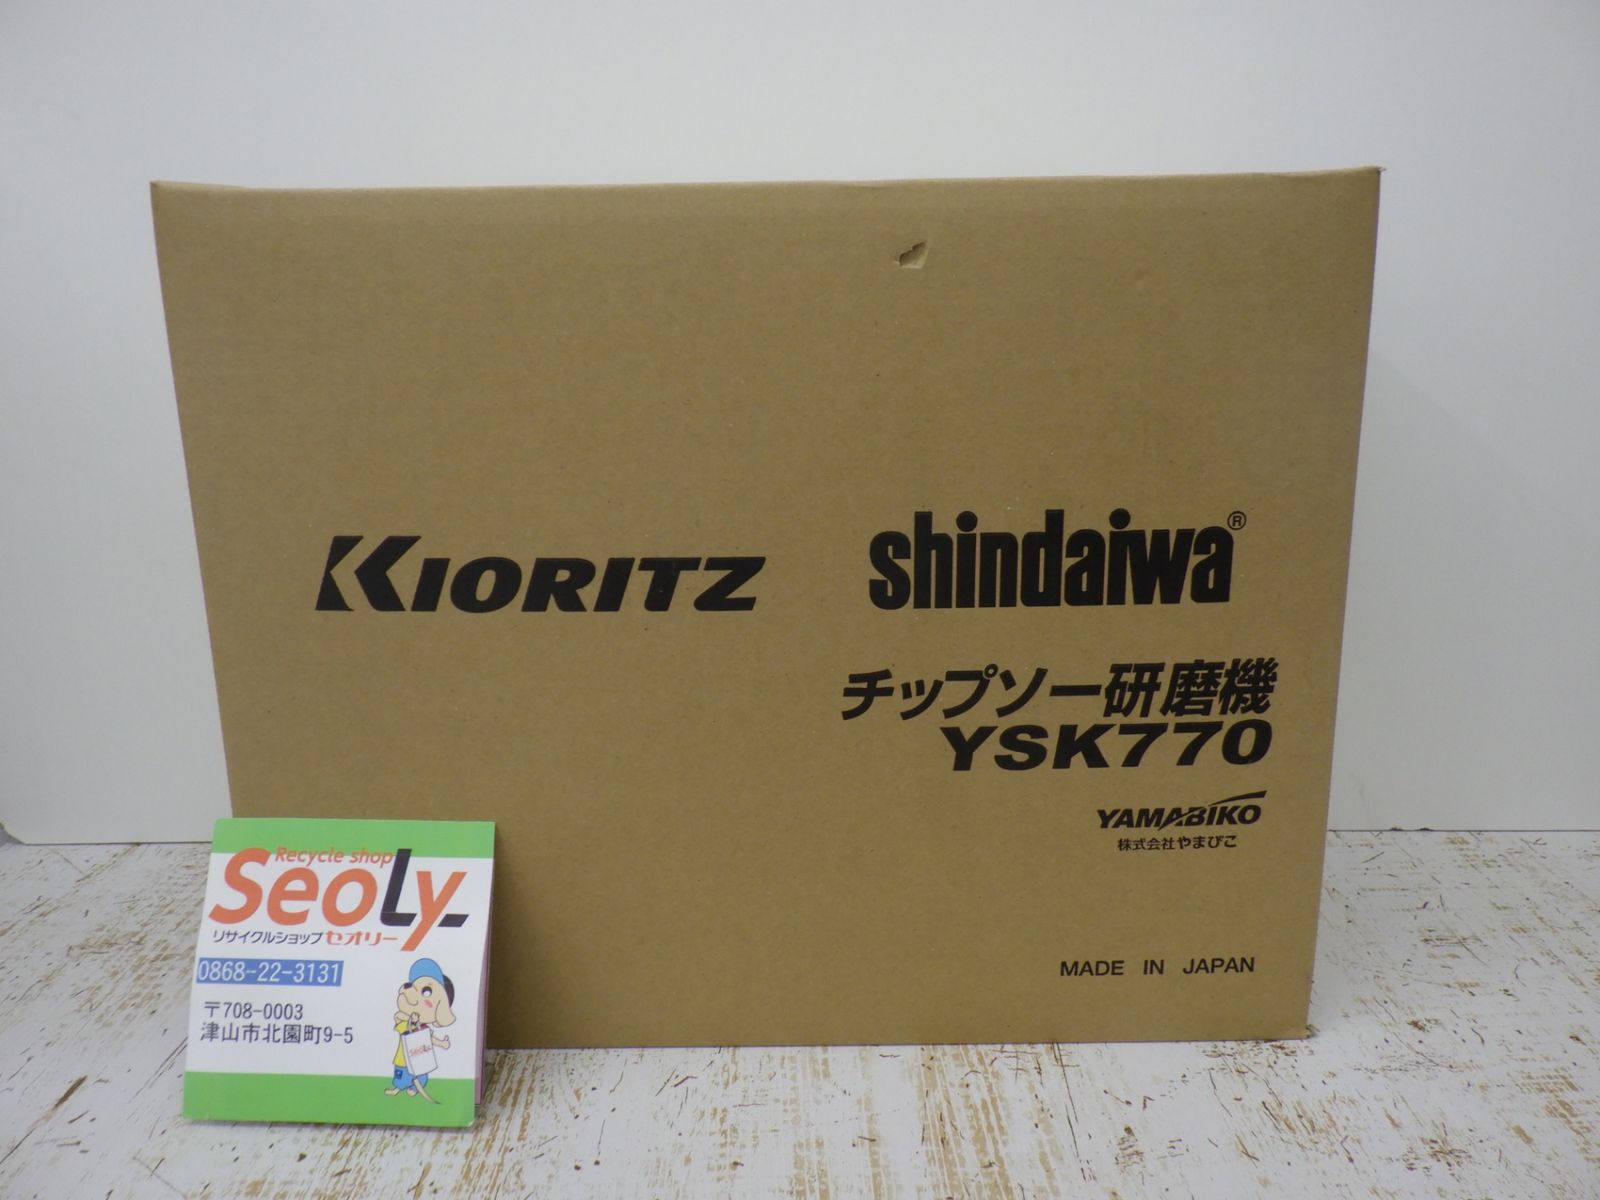 KIORITZ
shindaiwa®
チップソー研磨機
YSK770
YAMABIKO
株式会社やまびこ
MADE IN JAPAN
Recycle shop
SeoLy
リサイクルショップセオリー
0868-22-3131
〒708-0003
津山市北園町9-5